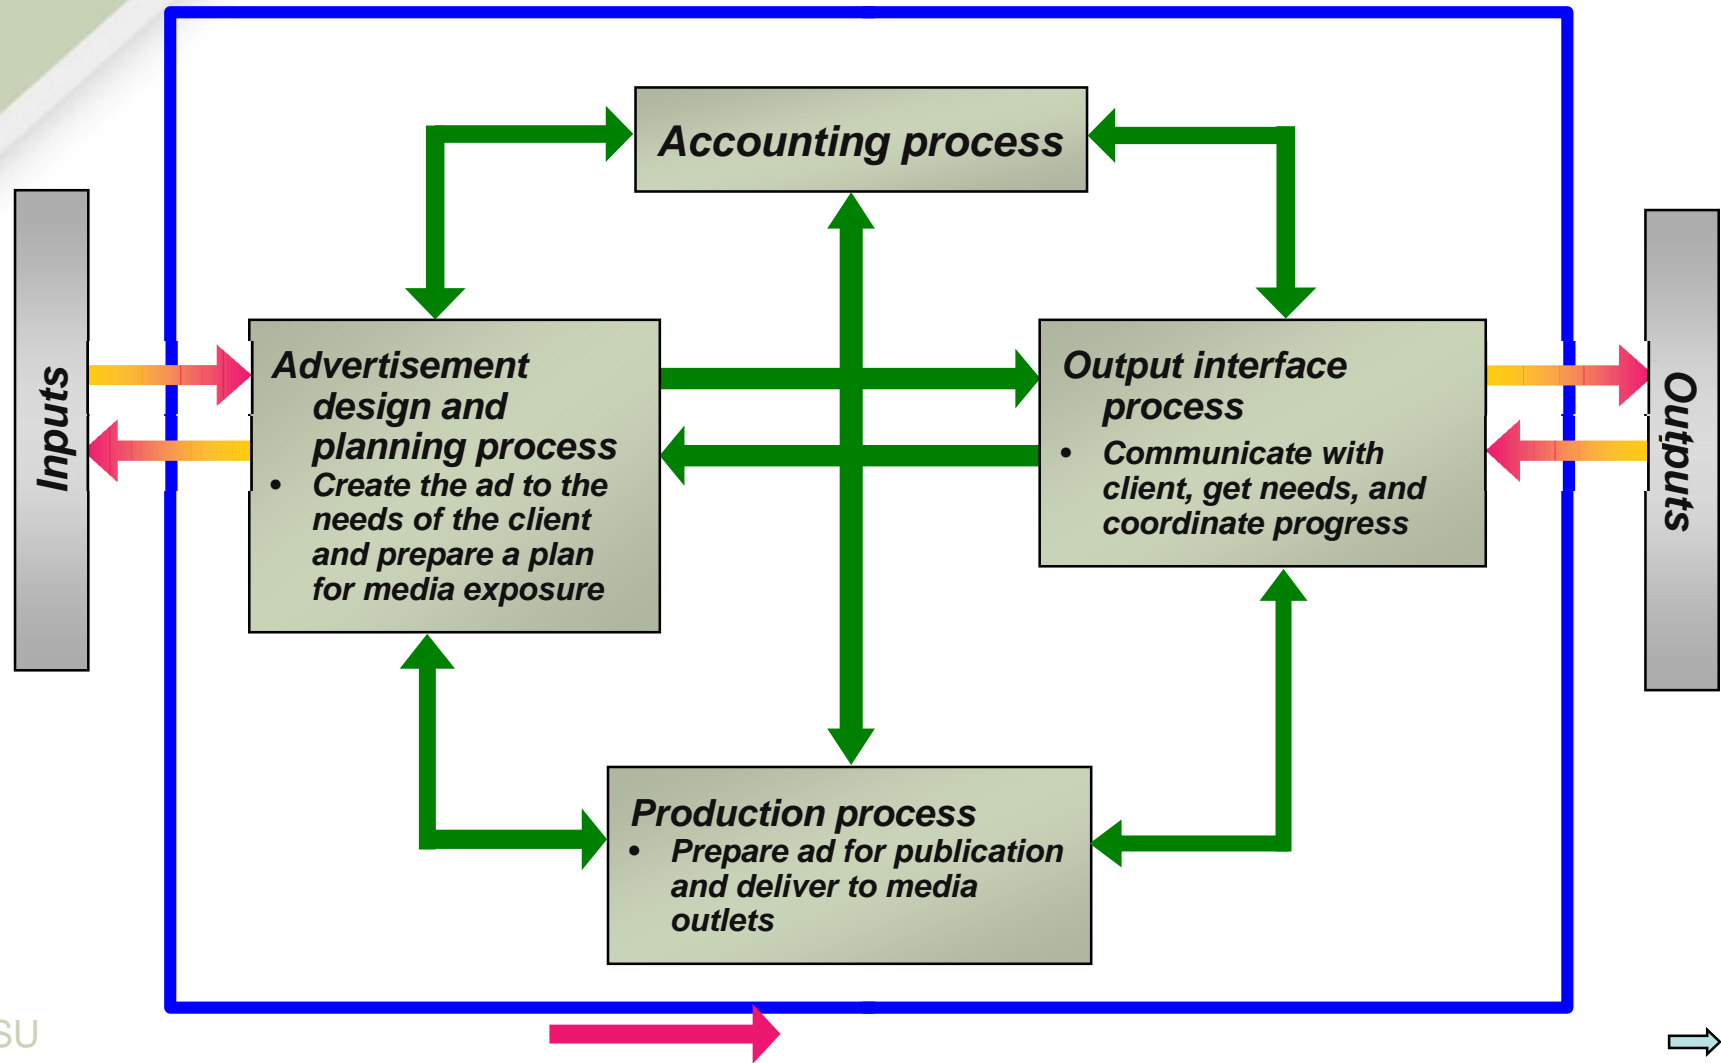 Accounting process
Inputs
Advertisement
design and
planning process
• Create the ad to the
needs of the client
and prepare a plan
for media exposure
Output interface
process
• Communicate with
client, get needs, and
coordinate progress
Outputs
Production process
• Prepare ad for publication
and deliver to media
outlets
SU